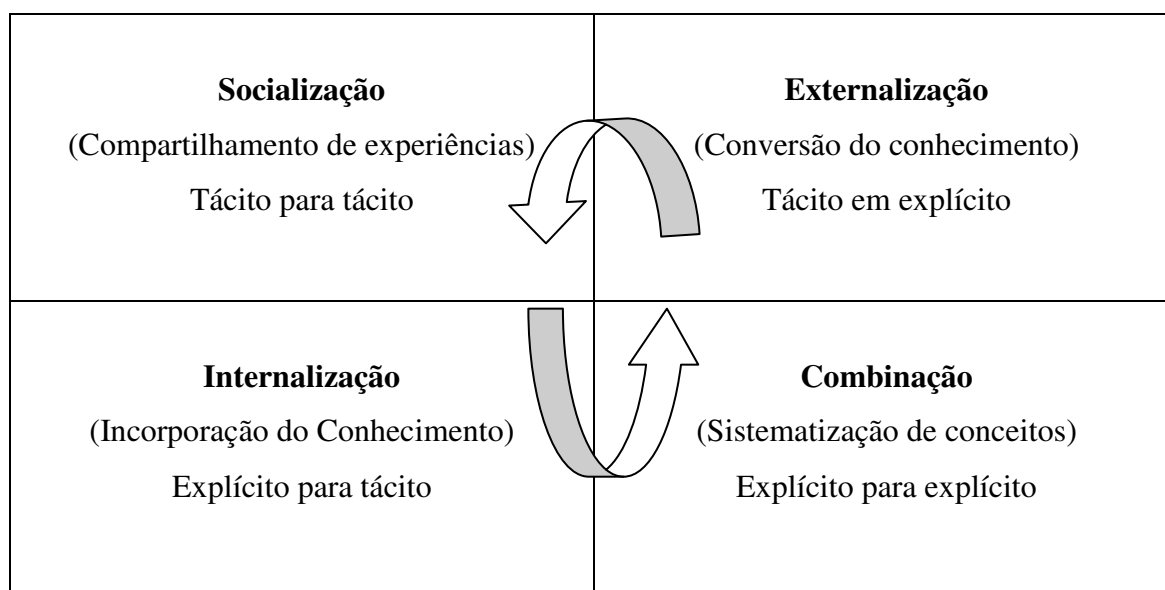 Socialização
(Compartilhamento de experiências)
Tácito para tácito
Externalização
(Conversão do conhecimento)
Tácito em explícito
Internalização
(Incorporação do Conhecimento)
Explícito para tácito
Combinação
(Sistematização de conceitos)
Explícito para explícito